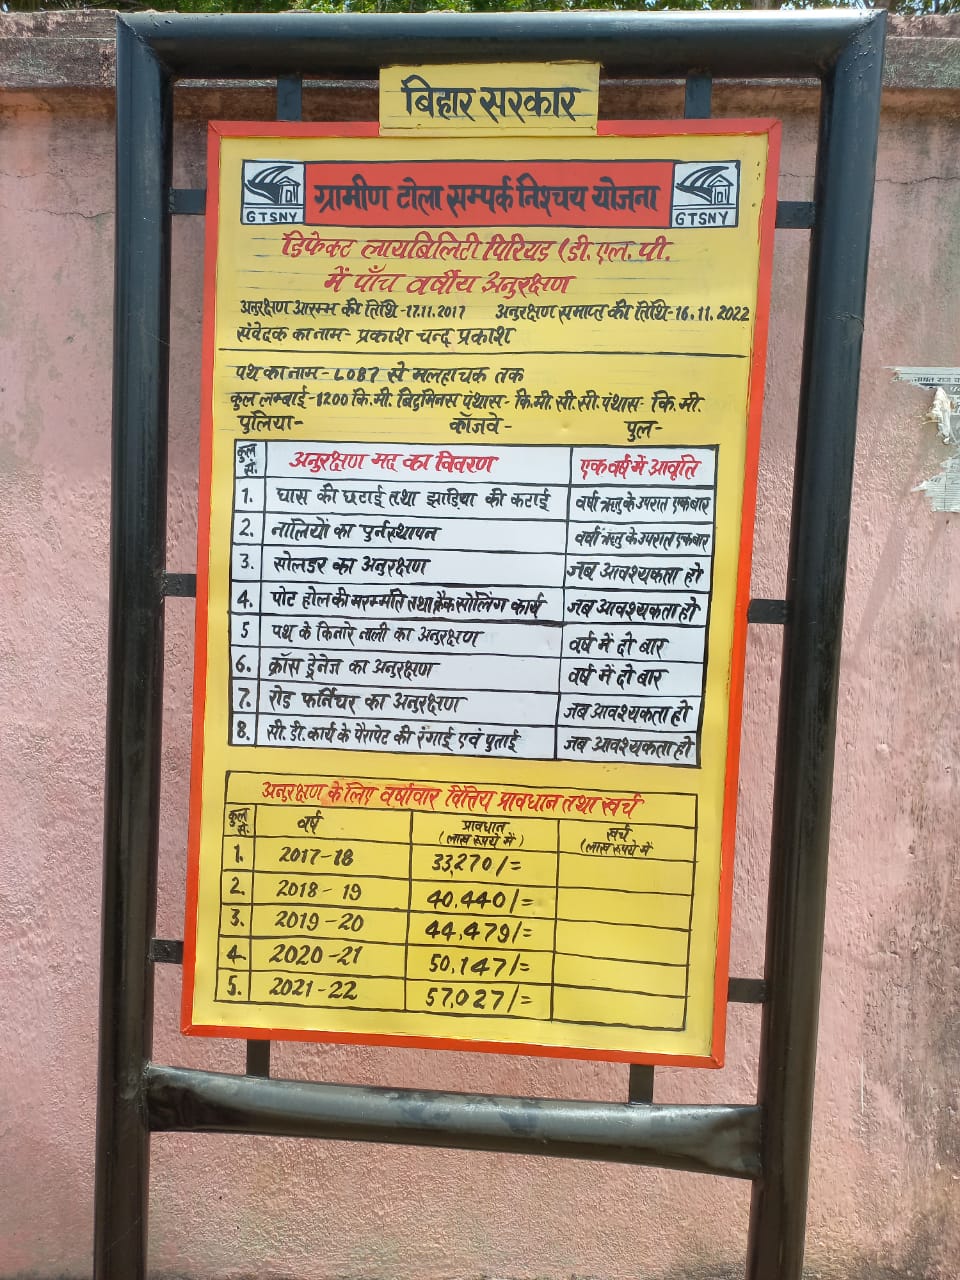 बिहार सरकार
GTSNY ग्रामीण टोला सम्पर्क निश्चय योजना GTSNY
डिफेक्ट लायबिलिटी पिरियड (डी.एल.पी.
में पाँच वर्षीय अनुरक्षण
अनुरक्षण आरम्भ की तिथि-17.11.2017 अनुरक्षण समाप्त की तिथि-16.11.2022
संवेदक का नाम- प्रकाश चन्द्र प्रकाश
पथ का नाम- L087 से मलहाचक तक
कुल लम्बाई-1200 कि.मी. बिटुमिनस पंथास- कि.मी सी.सी. पंथास- कि.मी.
पुलिया- कॉजवे- पुल-
कुल सं. अनुरक्षण मद का विवरण एक वर्ष में आवृति
1. घास की छटाई तथा झाड़िया की कटाई वर्षा ऋतु के उपरात एक बार
2. नालियों का पुर्नस्थापन वर्षा ऋतु के उपरात एक बार
3. सोलडर का अनुरक्षण जब आवश्यकता हो
4. पोट होल की मरम्मति तथा क्रैक सोलिंग कार्य जब आवश्यकता हो
5 पथ के किनारे नाली का अनुरक्षण वर्ष में दो बार
6. क्रॉस ड्रेनेज का अनुरक्षण वर्ष में दो बार
7. रोड फर्निचर का अनुरक्षण जब आवश्यकता हो
8. सी.डी. कार्य के पैरापेट की रंगाई एवं पुताई जब आवश्यकता हो
अनुरक्षण के लिए वर्षावार वित्तिय प्रावधान तथा खर्च
कुल सं. वर्ष प्रावधान (लाख रूपये में) खर्च (लाख रूपये में
1. 2017-18 33,270/=
2. 2018-19 40,440/=
3. 2019-20 44,479/=
4 2020-21 50,147/=
5. 2021-22 57,027/=